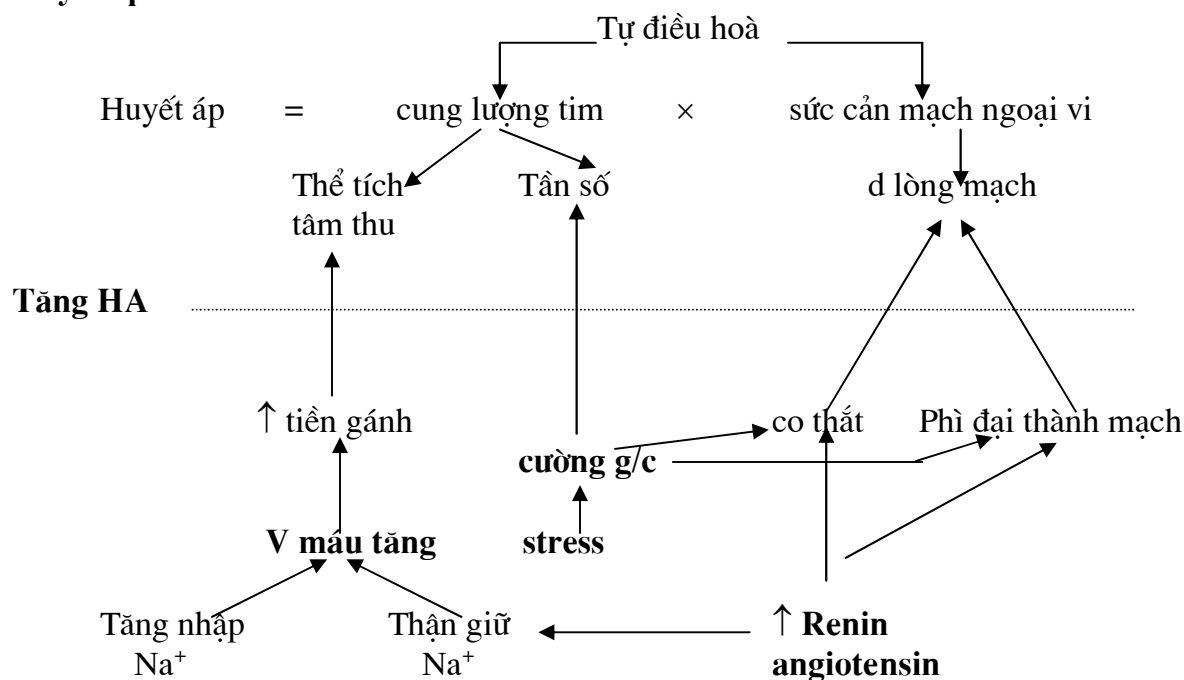 Tự điều hoà
Huyết áp = cung lượng tim × sức cản mạch ngoại vi
Thể tích Tần số d lòng mạch
tâm thu
Tăng HA
↑ tiền gánh co thắt Phì đại thành mạch
cường g/c
V máu tăng stress
Tăng nhập Thận giữ ↑ Renin
Na⁺ Na⁺ angiotensin